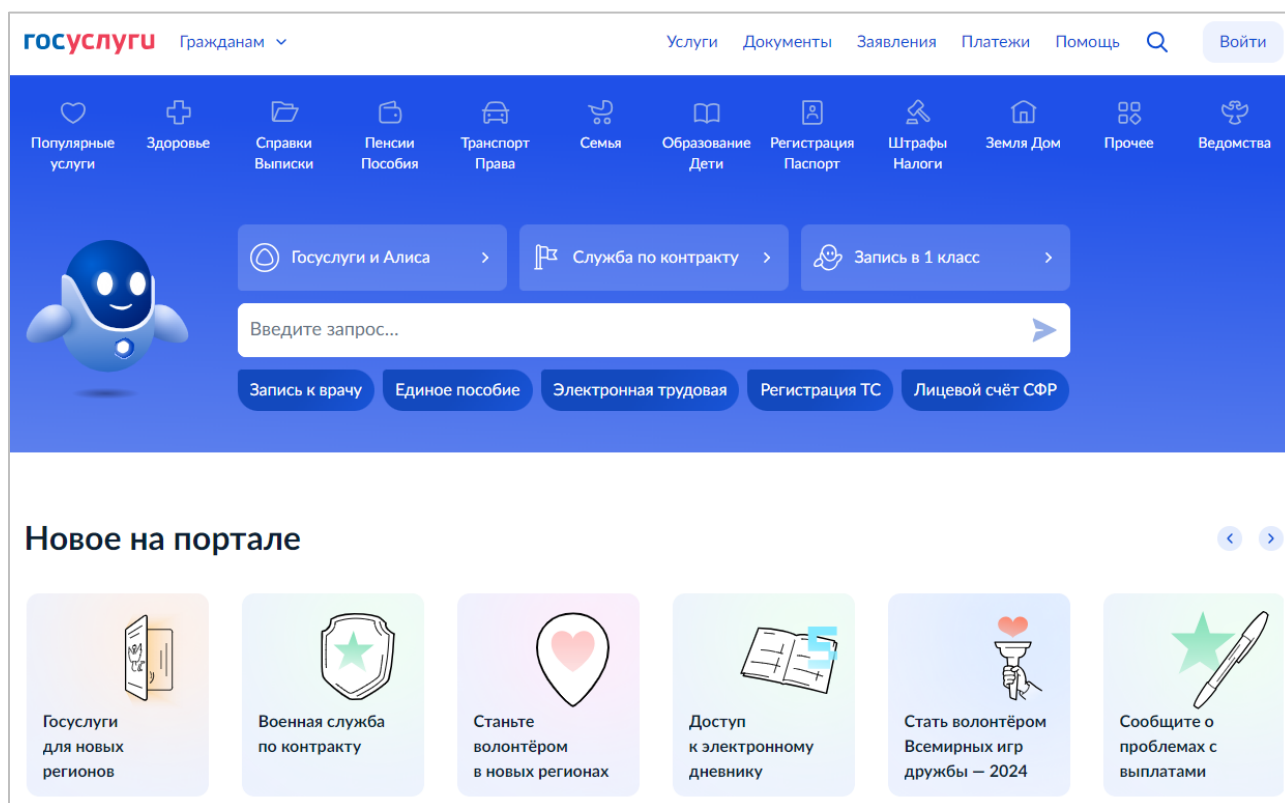 госуслуги Гражданам Услуги Документы Заявления Платежи Помощь Войти
Популярные услуги
Здоровье
Справки Выписки
Пенсии Пособия
Транспорт Права
Семья
Образование Дети
Регистрация Паспорт
Штрафы Налоги
Земля Дом
Прочее
Ведомства
Госуслуги и Алиса
Служба по контракту
Запись в 1 класс
Введите запрос...
Запись к врачу
Единое пособие
Электронная трудовая
Регистрация ТС
Лицевой счёт СФР
Новое на портале
Госуслуги
для новых
регионов
Военная служба
по контракту
Станьте
волонтёром
в новых регионах
5
Доступ
к электронному
дневнику
Стать волонтёром
Всемирных игр
дружбы — 2024
Сообщите о
проблемах с
выплатами